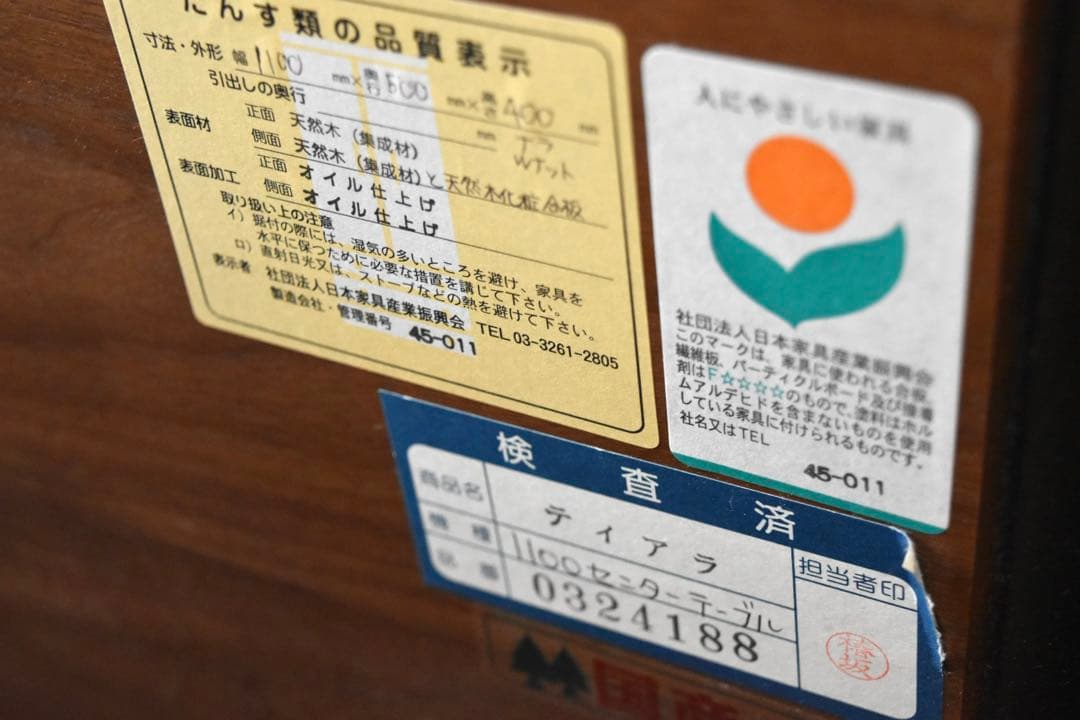 たんす類の品質表示
寸法・外形 幅 1100 mm×奥行 500 mm×高さ 400 mm
引出しの奥行 mm
表面材 正面 天然木（集成材） ナラ
側面 天然木（集成材）と天然木化粧合板 Wナット
表面加工 正面 オイル仕上げ
側面 オイル仕上げ
取り扱い上の注意
イ）据付の際には、湿気の多いところを避け、家具を
水平に保つために必要な措置を講じて下さい。
ロ）直射日光又は、ストーブなどの熱を避けて下さい。
表示者 社団法人日本家具産業振興会 TEL 03-3261-2805
製造会社・管理番号 45-011
人にやさしい家具
社団法人日本家具産業振興会
このマークは、家具に使われる合板、
繊維板、パーティクルボード及び接着
剤はF☆☆☆☆のもので、塗料はホル
ムアルデヒドを含まないものを使用
している家具に付けられるものです。
社名又はTEL
45-011
検査済
商品名 ティアラ
機種 1100センターテーブル
品番 0324188
担当者印
国産